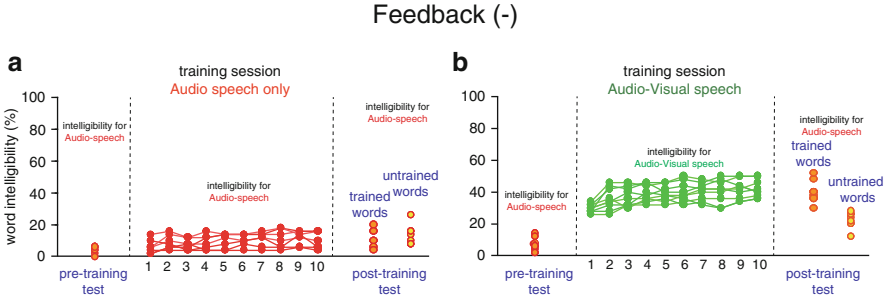 Feedback (-)
a
training session
Audio speech only
word intelligibility (%)
100
80
60
40
20
0
intelligibility for
Audio-speech
intelligibility for
Audio-speech
intelligibility for
Audio-speech
trained
words
untrained
words
1 2 3 4 5 6 7 8 9 10
pre-training
test
post-training
test
b
training session
Audio-Visual speech
100
80
60
40
20
0
intelligibility for
Audio-speech
intelligibility for
Audio-Visual speech
intelligibility for
Audio-speech
trained
words
untrained
words
1 2 3 4 5 6 7 8 9 10
pre-training
test
post-training
test